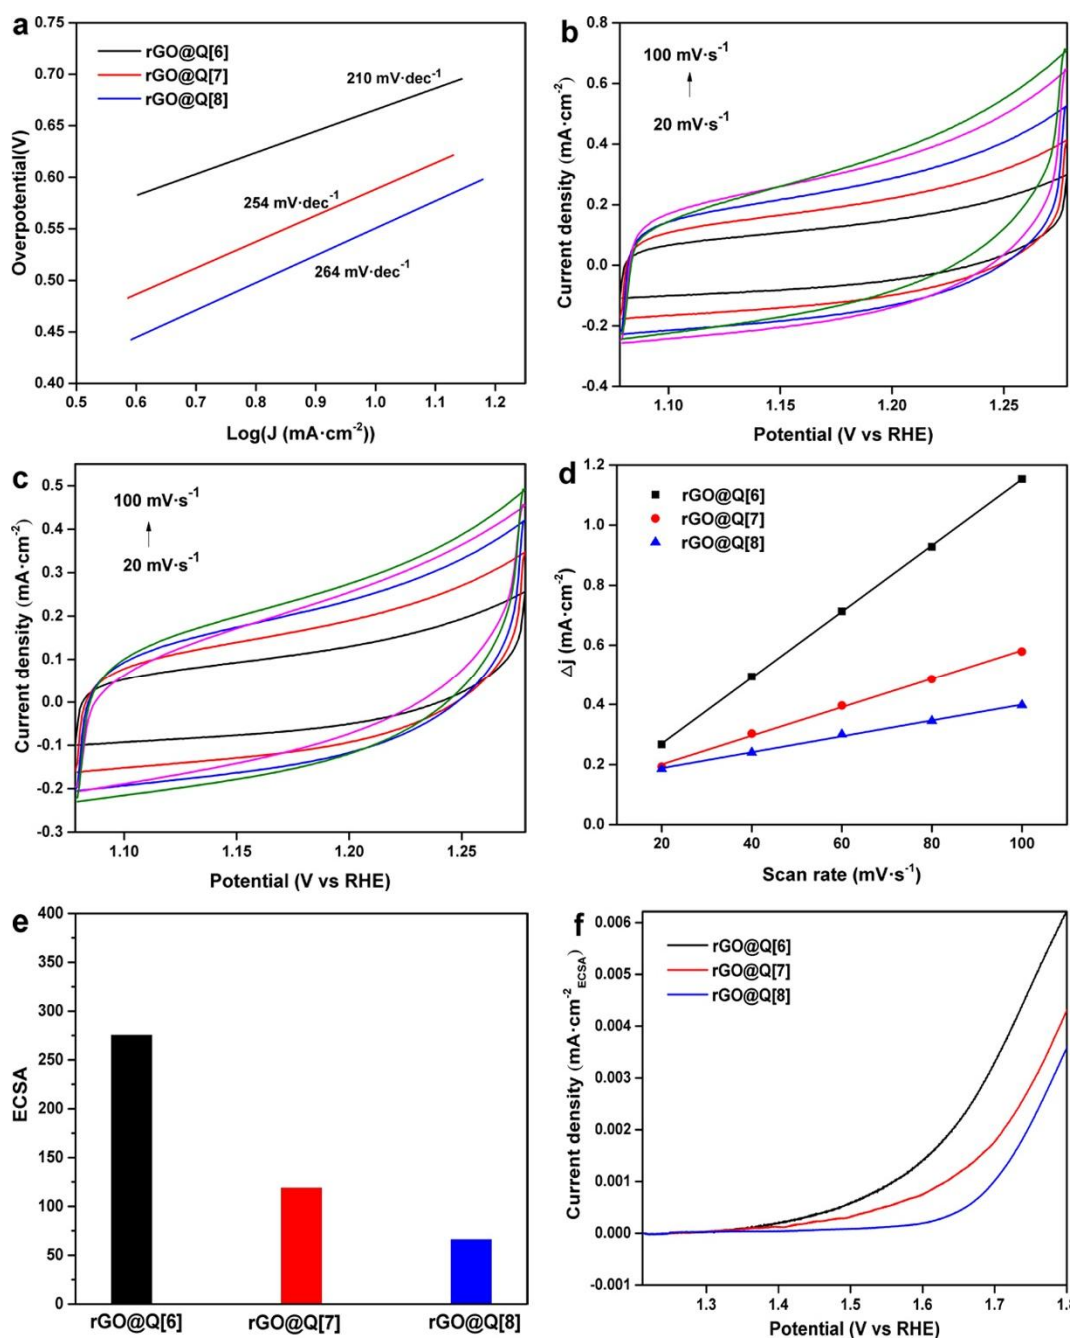 a
rGO@Q[6]
rGO@Q[7]
rGO@Q[8]
210 mV·dec-1
254 mV·dec-1
264 mV·dec-1
0.75
0.70
0.65
0.60
0.55
0.50
0.45
0.40
Overpotential(V)
0.5 0.6 0.7 0.8 0.9 1.0 1.1 1.2
Log(J (mA·cm-2))
b
100 mV·s-1
20 mV·s-1
0.8
0.6
0.4
0.2
0.0
-0.2
-0.4
Current density (mA·cm-2)
1.10 1.15 1.20 1.25
Potential (V vs RHE)
c
100 mV·s-1
20 mV·s-1
0.5
0.4
0.3
0.2
0.1
0.0
-0.1
-0.2
-0.3
Current density (mA·cm-2)
1.10 1.15 1.20 1.25
Potential (V vs RHE)
d
rGO@Q[6]
rGO@Q[7]
rGO@Q[8]
1.2
1.0
0.8
0.6
0.4
0.2
0.0
Δj (mA·cm-2)
20 40 60 80 100
Scan rate (mV·s-1)
e
400
350
300
250
200
150
100
50
0
ECSA
rGO@Q[6] rGO@Q[7] rGO@Q[8]
f
rGO@Q[6]
rGO@Q[7]
rGO@Q[8]
0.006
0.005
0.004
0.003
0.002
0.001
0.000
-0.001
Current density (mA·cm-2 ECSA)
1.3 1.4 1.5 1.6 1.7 1.8
Potential (V vs RHE)